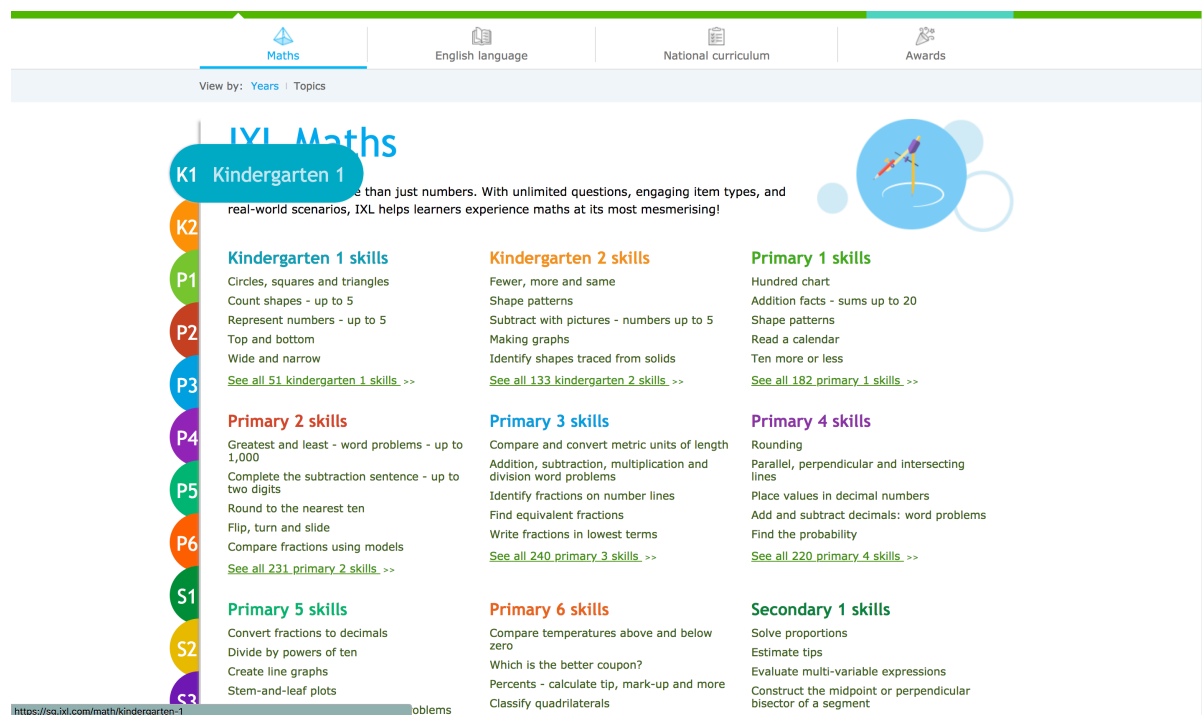 Maths
English language
National curriculum
Awards
View by: Years Topics
IXL Maths
K1 Kindergarten 1
than just numbers. With unlimited questions, engaging item types, and
real-world scenarios, IXL helps learners experience maths at its most mesmerising!
K2
P1
P2
P3
P4
P5
P6
S1
S2
S3
Kindergarten 1 skills
Circles, squares and triangles
Count shapes - up to 5
Represent numbers - up to 5
Top and bottom
Wide and narrow
See all 51 kindergarten 1 skills >>
Kindergarten 2 skills
Fewer, more and same
Shape patterns
Subtract with pictures - numbers up to 5
Making graphs
Identify shapes traced from solids
See all 133 kindergarten 2 skills >>
Primary 1 skills
Hundred chart
Addition facts - sums up to 20
Shape patterns
Read a calendar
Ten more or less
See all 182 primary 1 skills >>
Primary 2 skills
Greatest and least - word problems - up to
1,000
Complete the subtraction sentence - up to
two digits
Round to the nearest ten
Flip, turn and slide
Compare fractions using models
See all 231 primary 2 skills >>
Primary 3 skills
Compare and convert metric units of length
Addition, subtraction, multiplication and
division word problems
Identify fractions on number lines
Find equivalent fractions
Write fractions in lowest terms
See all 240 primary 3 skills >>
Primary 4 skills
Rounding
Parallel, perpendicular and intersecting
lines
Place values in decimal numbers
Add and subtract decimals: word problems
Find the probability
See all 220 primary 4 skills >>
Primary 5 skills
Convert fractions to decimals
Divide by powers of ten
Create line graphs
Stem-and-leaf plots
Primary 6 skills
Compare temperatures above and below
zero
Which is the better coupon?
Percents - calculate tip, mark-up and more
Classify quadrilaterals
Secondary 1 skills
Solve proportions
Estimate tips
Evaluate multi-variable expressions
Construct the midpoint or perpendicular
bisector of a segment
https://sg.ixl.com/math/kindergarten-1